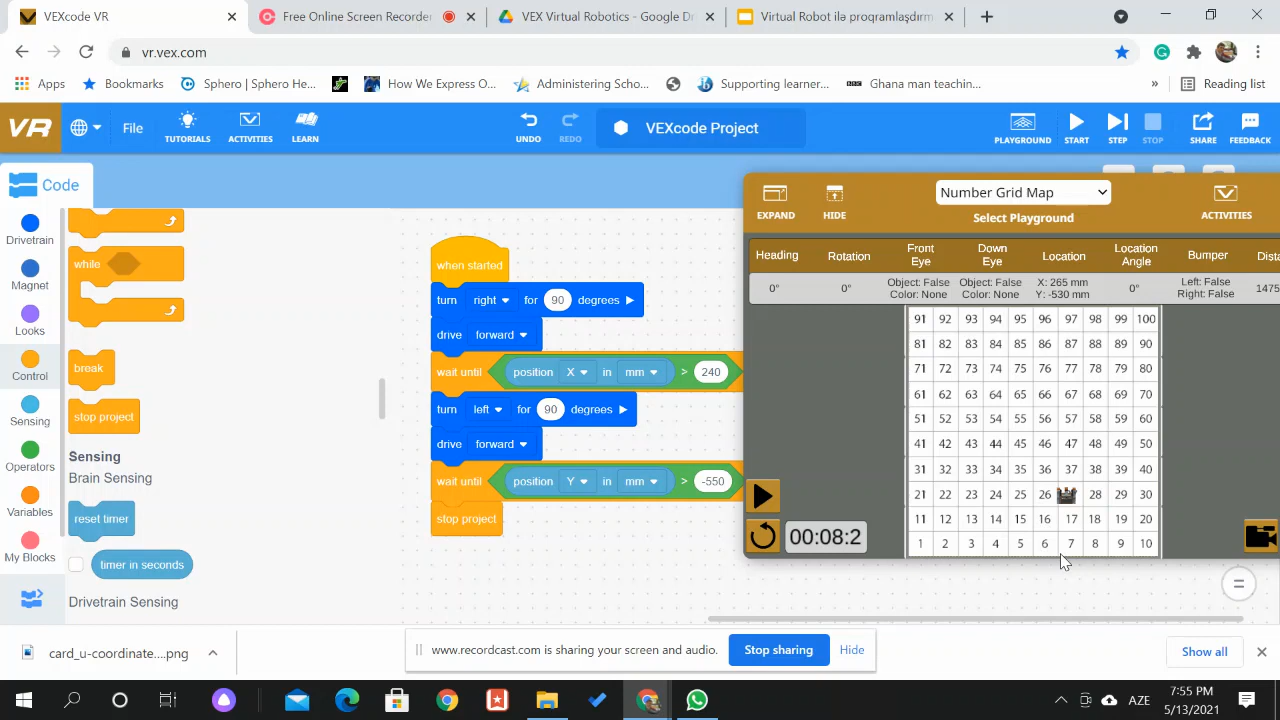 VEXcode VR
Free Online Screen Recorder
VEX Virtual Robotics - Google Dr
Virtual Robot ilə proqramlaşdırm
vr.vex.com
Apps
Bookmarks
Sphero | Sphero He...
How We Express O...
Administering Scho...
Supporting learner...
Ghana man teachin...
»
Reading list
VR
File
TUTORIALS
ACTIVITIES
LEARN
UNDO
REDO
VEXcode Project
PLAYGROUND
START
STEP
STOP
SHARE
FEEDBACK
Code
Drivetrain
Magnet
Looks
Control
Sensing
Operators
Variables
My Blocks
while
break
stop project
Sensing
Brain Sensing
reset timer
timer in seconds
Drivetrain Sensing
when started
turn right for 90 degrees
drive forward
wait until position X in mm > 240
turn left for 90 degrees
drive forward
wait until position Y in mm > -550
stop project
EXPAND
HIDE
Number Grid Map
Select Playground
ACTIVITIES
Heading
Rotation
Front Eye
Down Eye
Location
Location Angle
Bumper
Dista
0°
0°
Object: False
Color: None
Object: False
Color: None
X: 265 mm
Y: -530 mm
0°
Left: False
Right: False
1475
91 92 93 94 95 96 97 98 99 100
81 82 83 84 85 86 87 88 89 90
71 72 73 74 75 76 77 78 79 80
61 62 63 64 65 66 67 68 69 70
51 52 53 54 55 56 57 58 59 60
41 42 43 44 45 46 47 48 49 50
31 32 33 34 35 36 37 38 39 40
21 22 23 24 25 26 28 29 30
11 12 13 14 15 16 17 18 19 20
1 2 3 4 5 6 7 8 9 10
00:08:2
card_u-coordinate....png
www.recordcast.com is sharing your screen and audio.
Stop sharing
Hide
Show all
AZE
7:55 PM
5/13/2021